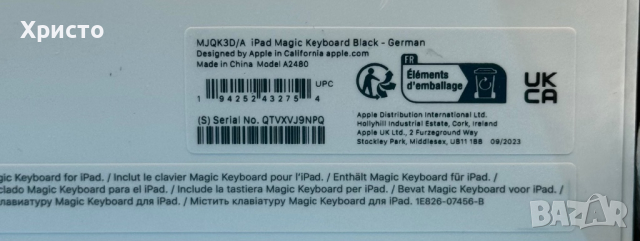 Христо
MJQK3D/A iPad Magic Keyboard Black - German
Designed by Apple in California apple.com
Made in China Model A2480
UPC
1 94252 43275 4
(S) Serial No. QTVXVJ9NPQ
FR
Éléments
d'emballage
UK
CA
Apple Distribution International Ltd.
Hollyhill Industrial Estate, Cork, Ireland
Apple UK Ltd., 2 Furzeground Way
Stockley Park, Middlesex, UB11 1BB 09/2023
Keyboard for iPad. / Inclut le clavier Magic Keyboard pour l'iPad. / Enthält Magic Keyboard für iPad. /
Magic Keyboard para el iPad. / Include la tastiera Magic Keyboard per iPad. / Bevat Magic Keyboard voor iPad. /
Magic Keyboard для iPad. / Містить клавіатуру Magic Keyboard для iPad. 1E826-07456-B
BAZAR
bg